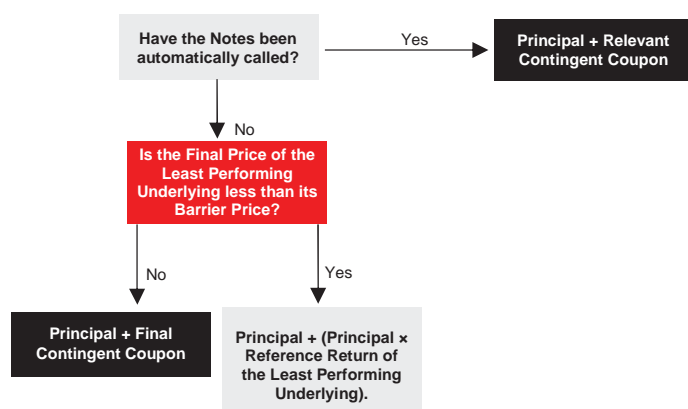 Have the Notes been
automatically called?
Yes
Principal + Relevant
Contingent Coupon
No
Is the Final Price of the
Least Performing
Underlying less than its
Barrier Price?
No
Yes
Principal + Final
Contingent Coupon
Principal + (Principal ×
Reference Return of
the Least Performing
Underlying).